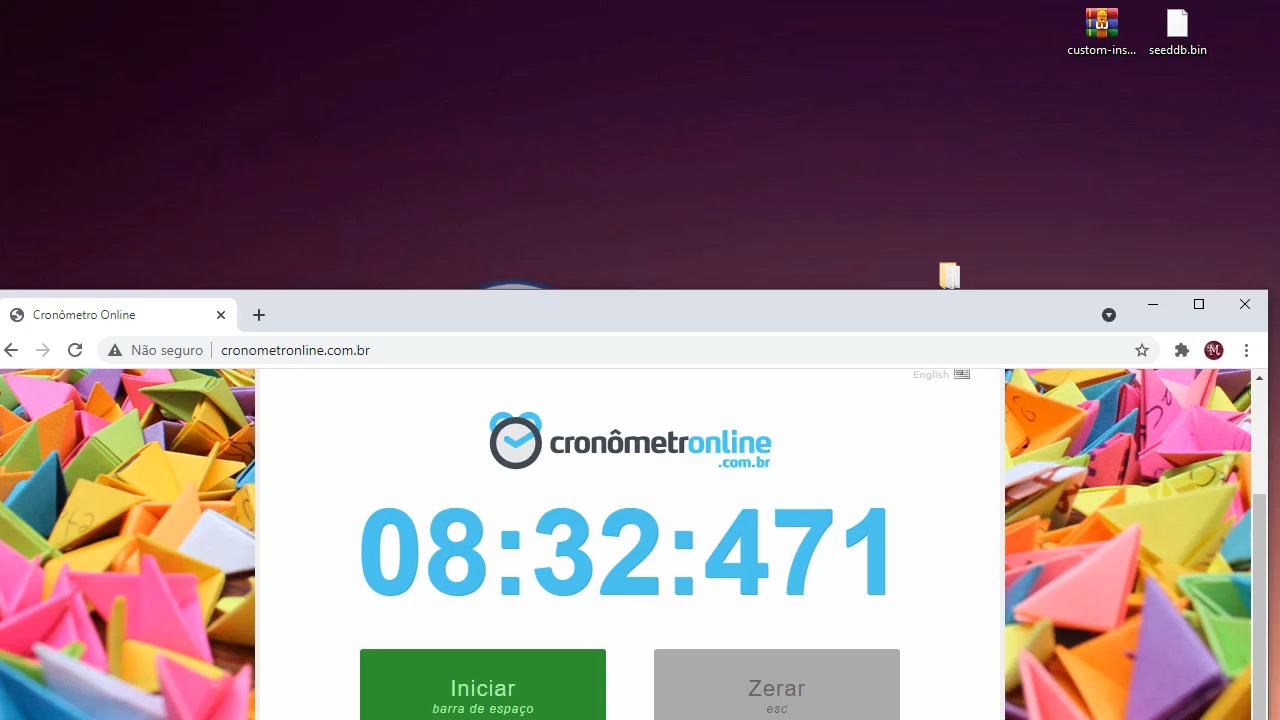 custom-ins...
seeddb.bin
Cronômetro Online
Não seguro
cronometronline.com.br
English
cronômetronline
.com.br
08:32:471
Iniciar
barra de espaço
Zerar
esc